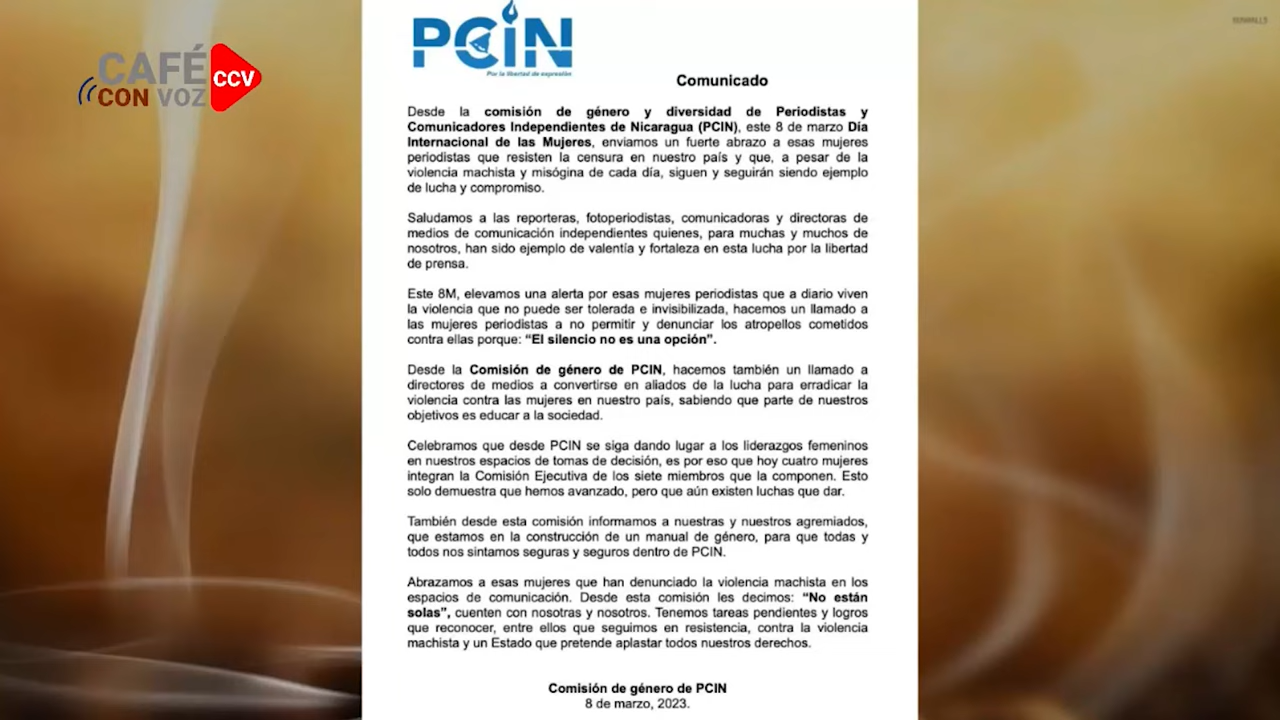 CAFÉ
CON VOZ
CCV
PCIN
Por la libertad de expresión
Comunicado
Desde la comisión de género y diversidad de Periodistas y
Comunicadores Independientes de Nicaragua (PCIN), este 8 de marzo Día
Internacional de las Mujeres, enviamos un fuerte abrazo a esas mujeres
periodistas que resisten la censura en nuestro país y que, a pesar de la
violencia machista y misógina de cada día, siguen y seguirán siendo ejemplo
de lucha y compromiso.
Saludamos a las reporteras, fotoperiodistas, comunicadoras y directoras de
medios de comunicación independientes quienes, para muchas y muchos de
nosotros, han sido ejemplo de valentía y fortaleza en esta lucha por la libertad
de prensa.
Este 8M, elevamos una alerta por esas mujeres periodistas que a diario viven
la violencia que no puede ser tolerada e invisibilizada, hacemos un llamado a
las mujeres periodistas a no permitir y denunciar los atropellos cometidos
contra ellas porque: “El silencio no es una opción”.
Desde la Comisión de género de PCIN, hacemos también un llamado a
directores de medios a convertirse en aliados de la lucha para erradicar la
violencia contra las mujeres en nuestro país, sabiendo que parte de nuestros
objetivos es educar a la sociedad.
Celebramos que desde PCIN se siga dando lugar a los liderazgos femeninos
en nuestros espacios de tomas de decisión, es por eso que hoy cuatro mujeres
integran la Comisión Ejecutiva de los siete miembros que la componen. Esto
solo demuestra que hemos avanzado, pero que aún existen luchas que dar.
También desde esta comisión informamos a nuestras y nuestros agremiados,
que estamos en la construcción de un manual de género, para que todas y
todos nos sintamos seguras y seguros dentro de PCIN.
Abrazamos a esas mujeres que han denunciado la violencia machista en los
espacios de comunicación. Desde esta comisión les decimos: “No están
solas”, cuenten con nosotras y nosotros. Tenemos tareas pendientes y logros
que reconocer, entre ellos que seguimos en resistencia, contra la violencia
machista y un Estado que pretende aplastar todos nuestros derechos.
Comisión de género de PCIN
8 de marzo, 2023.